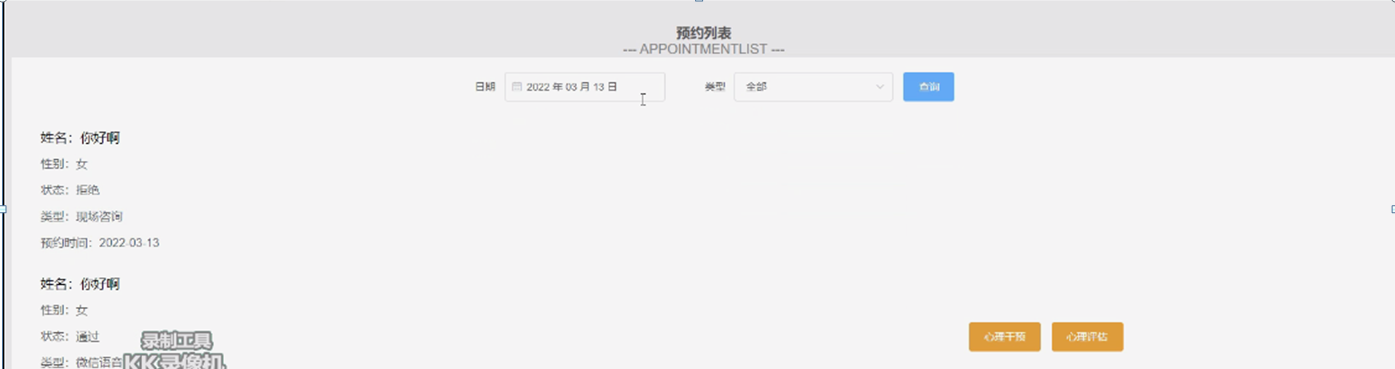 预约列表
--- APPOINTMENTLIST ---
日期 2022 年 03 月 13 日 类型 全部 查询
姓名：你好啊
性别：女
状态：拒绝
类型：现场咨询
预约时间：2022-03-13
姓名：你好啊
性别：女
状态：通过 心理干预 心理评估
录制工具
类型：微信语音
KK录像机